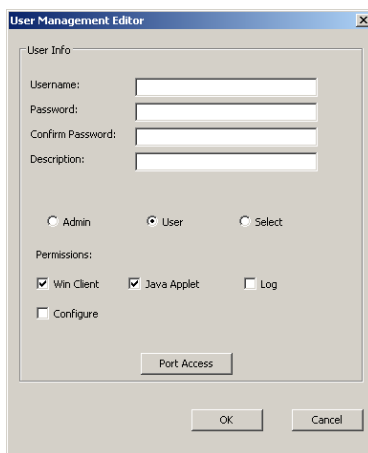 User Management Editor
User Info
Username:
Password:
Confirm Password:
Description:
Admin User Select
Permissions:
Win Client Java Applet Log
Configure
Port Access
OK Cancel